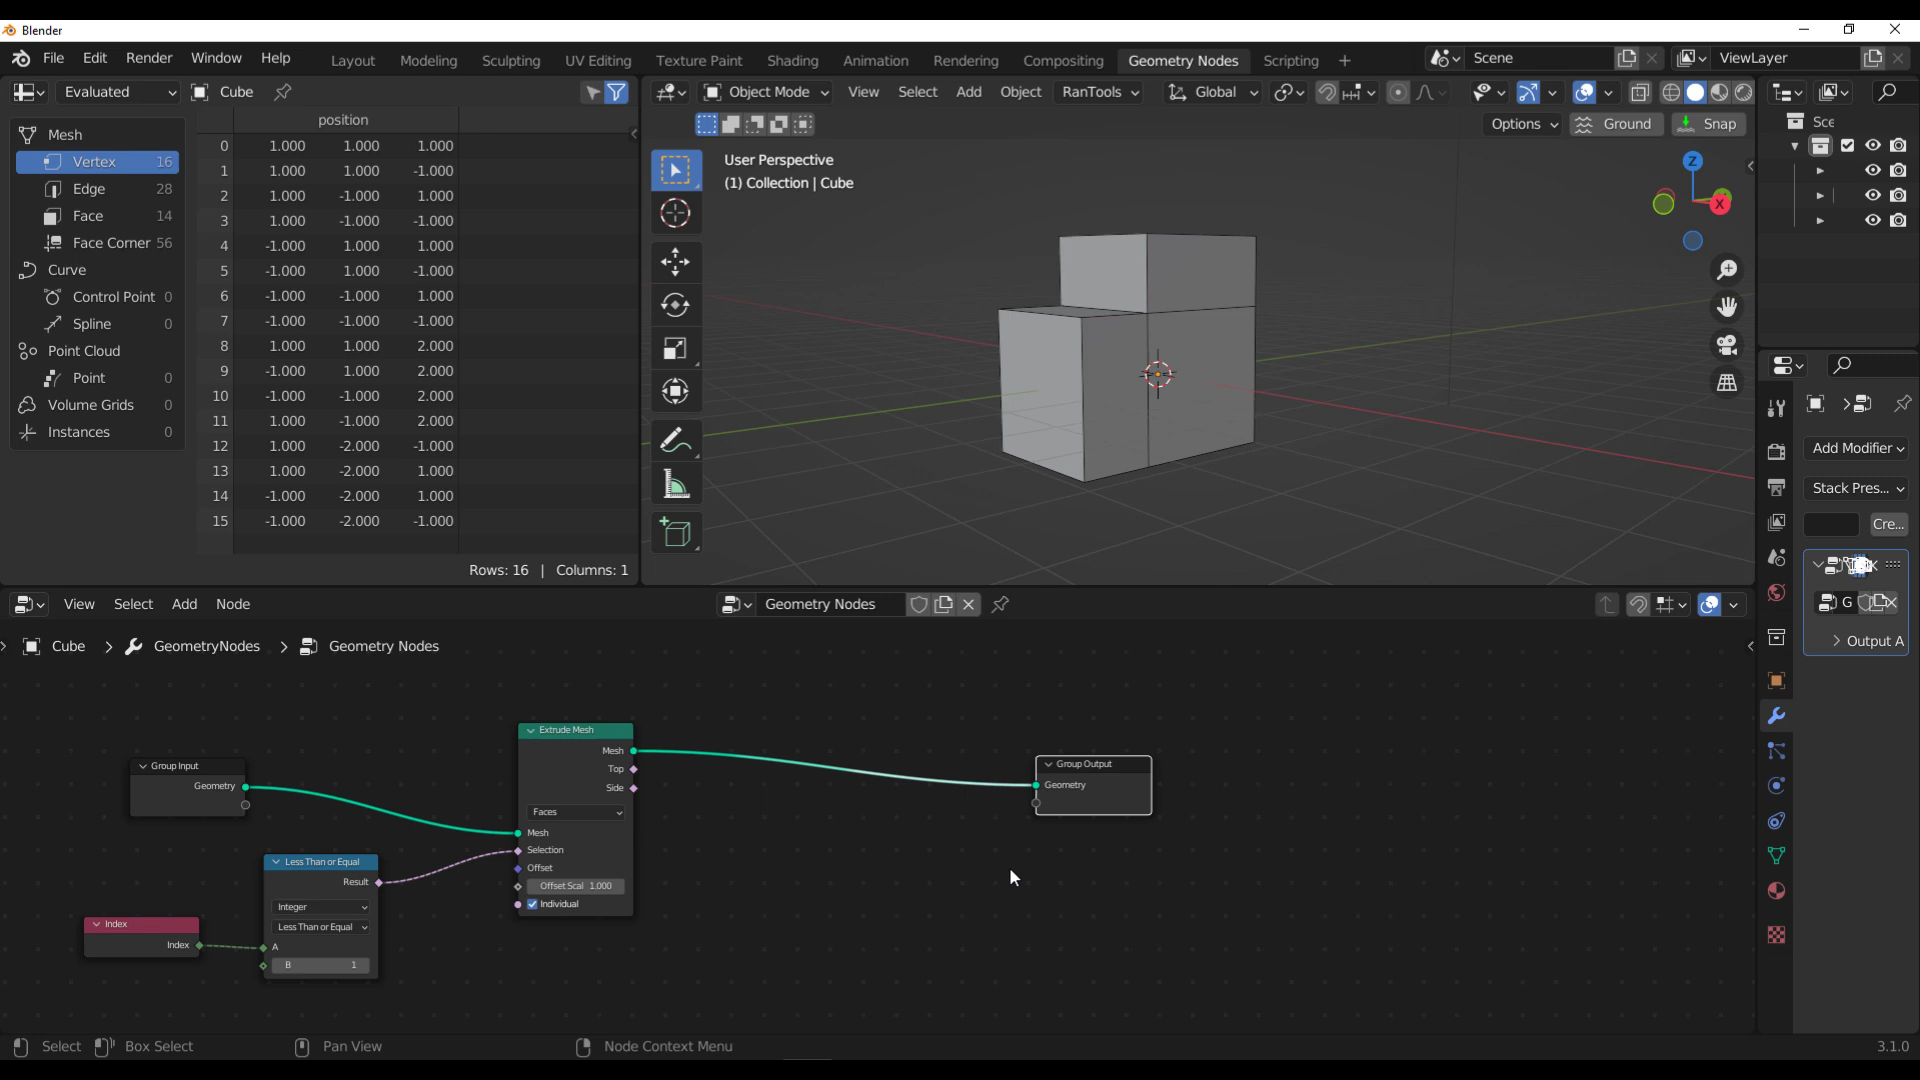 Blender
File Edit Render Window Help Layout Modeling Sculpting UV Editing Texture Paint Shading Animation Rendering Compositing Geometry Nodes Scripting + Scene ViewLayer
Evaluated Cube
Object Mode View Select Add Object RanTools Global
Options Ground Snap
position
Mesh
Vertex 16
Edge 28
Face 14
Face Corner 56
Curve
Control Point 0
Spline 0
Point Cloud
Point 0
Volume Grids 0
Instances 0
0 1.000 1.000 1.000
1 1.000 1.000 -1.000
2 1.000 -1.000 1.000
3 1.000 -1.000 -1.000
4 -1.000 1.000 1.000
5 -1.000 1.000 -1.000
6 -1.000 -1.000 1.000
7 -1.000 -1.000 -1.000
8 1.000 1.000 2.000
9 -1.000 1.000 2.000
10 -1.000 -1.000 2.000
11 1.000 -1.000 2.000
12 1.000 -2.000 -1.000
13 1.000 -2.000 1.000
14 -1.000 -2.000 1.000
15 -1.000 -2.000 -1.000
Rows: 16 | Columns: 1
User Perspective
(1) Collection | Cube
Z
X
Sce
Add Modifier
Stack Pres...
Cre...
G
Output A
View Select Add Node Geometry Nodes
Cube > GeometryNodes > Geometry Nodes
Group Input
Geometry
Index
Index
Less Than or Equal
Result
Integer
Less Than or Equal
A
B 1
Extrude Mesh
Mesh
Top
Side
Faces
Mesh
Selection
Offset
Offset Scal 1.000
Individual
Group Output
Geometry
Select Box Select Pan View Node Context Menu 3.1.0